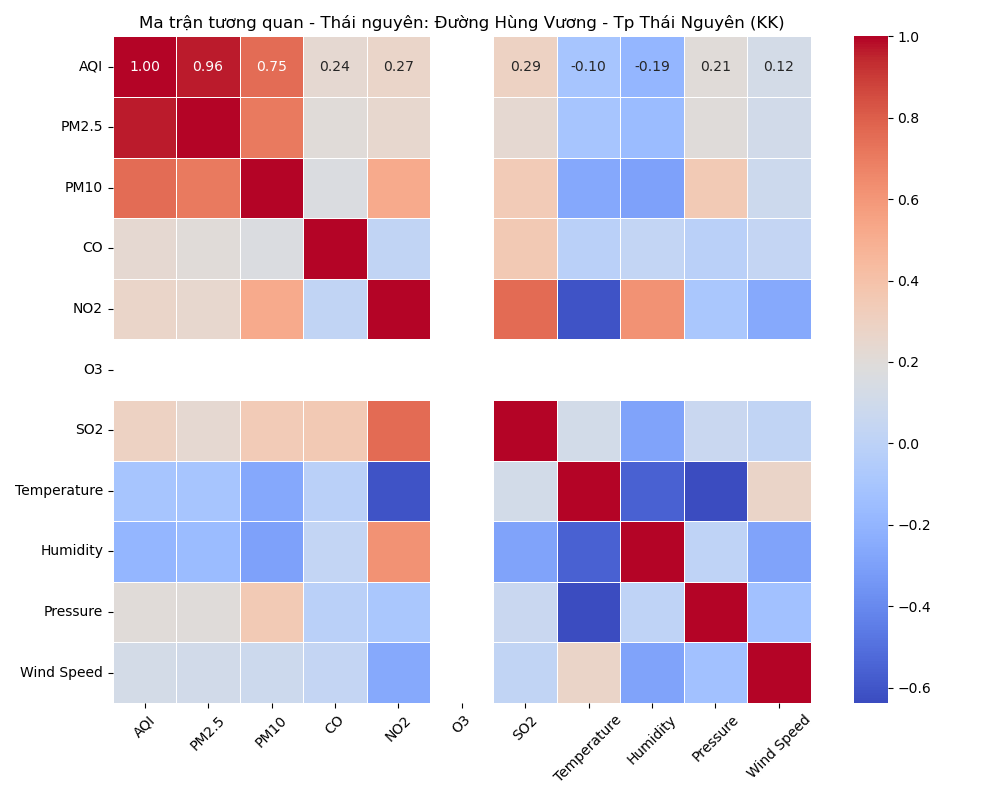 Ma trận tương quan - Thái nguyên: Đường Hùng Vương - Tp Thái Nguyên (KK)
AQI 1.00 0.96 0.75 0.24 0.27 0.29 -0.10 -0.19 0.21 0.12
PM2.5
PM10
CO
NO2
O3
SO2
Temperature
Humidity
Pressure
Wind Speed
AQI PM2.5 PM10 CO NO2 O3 SO2 Temperature Humidity Pressure Wind Speed
1.0
0.8
0.6
0.4
0.2
0.0
−0.2
−0.4
−0.6